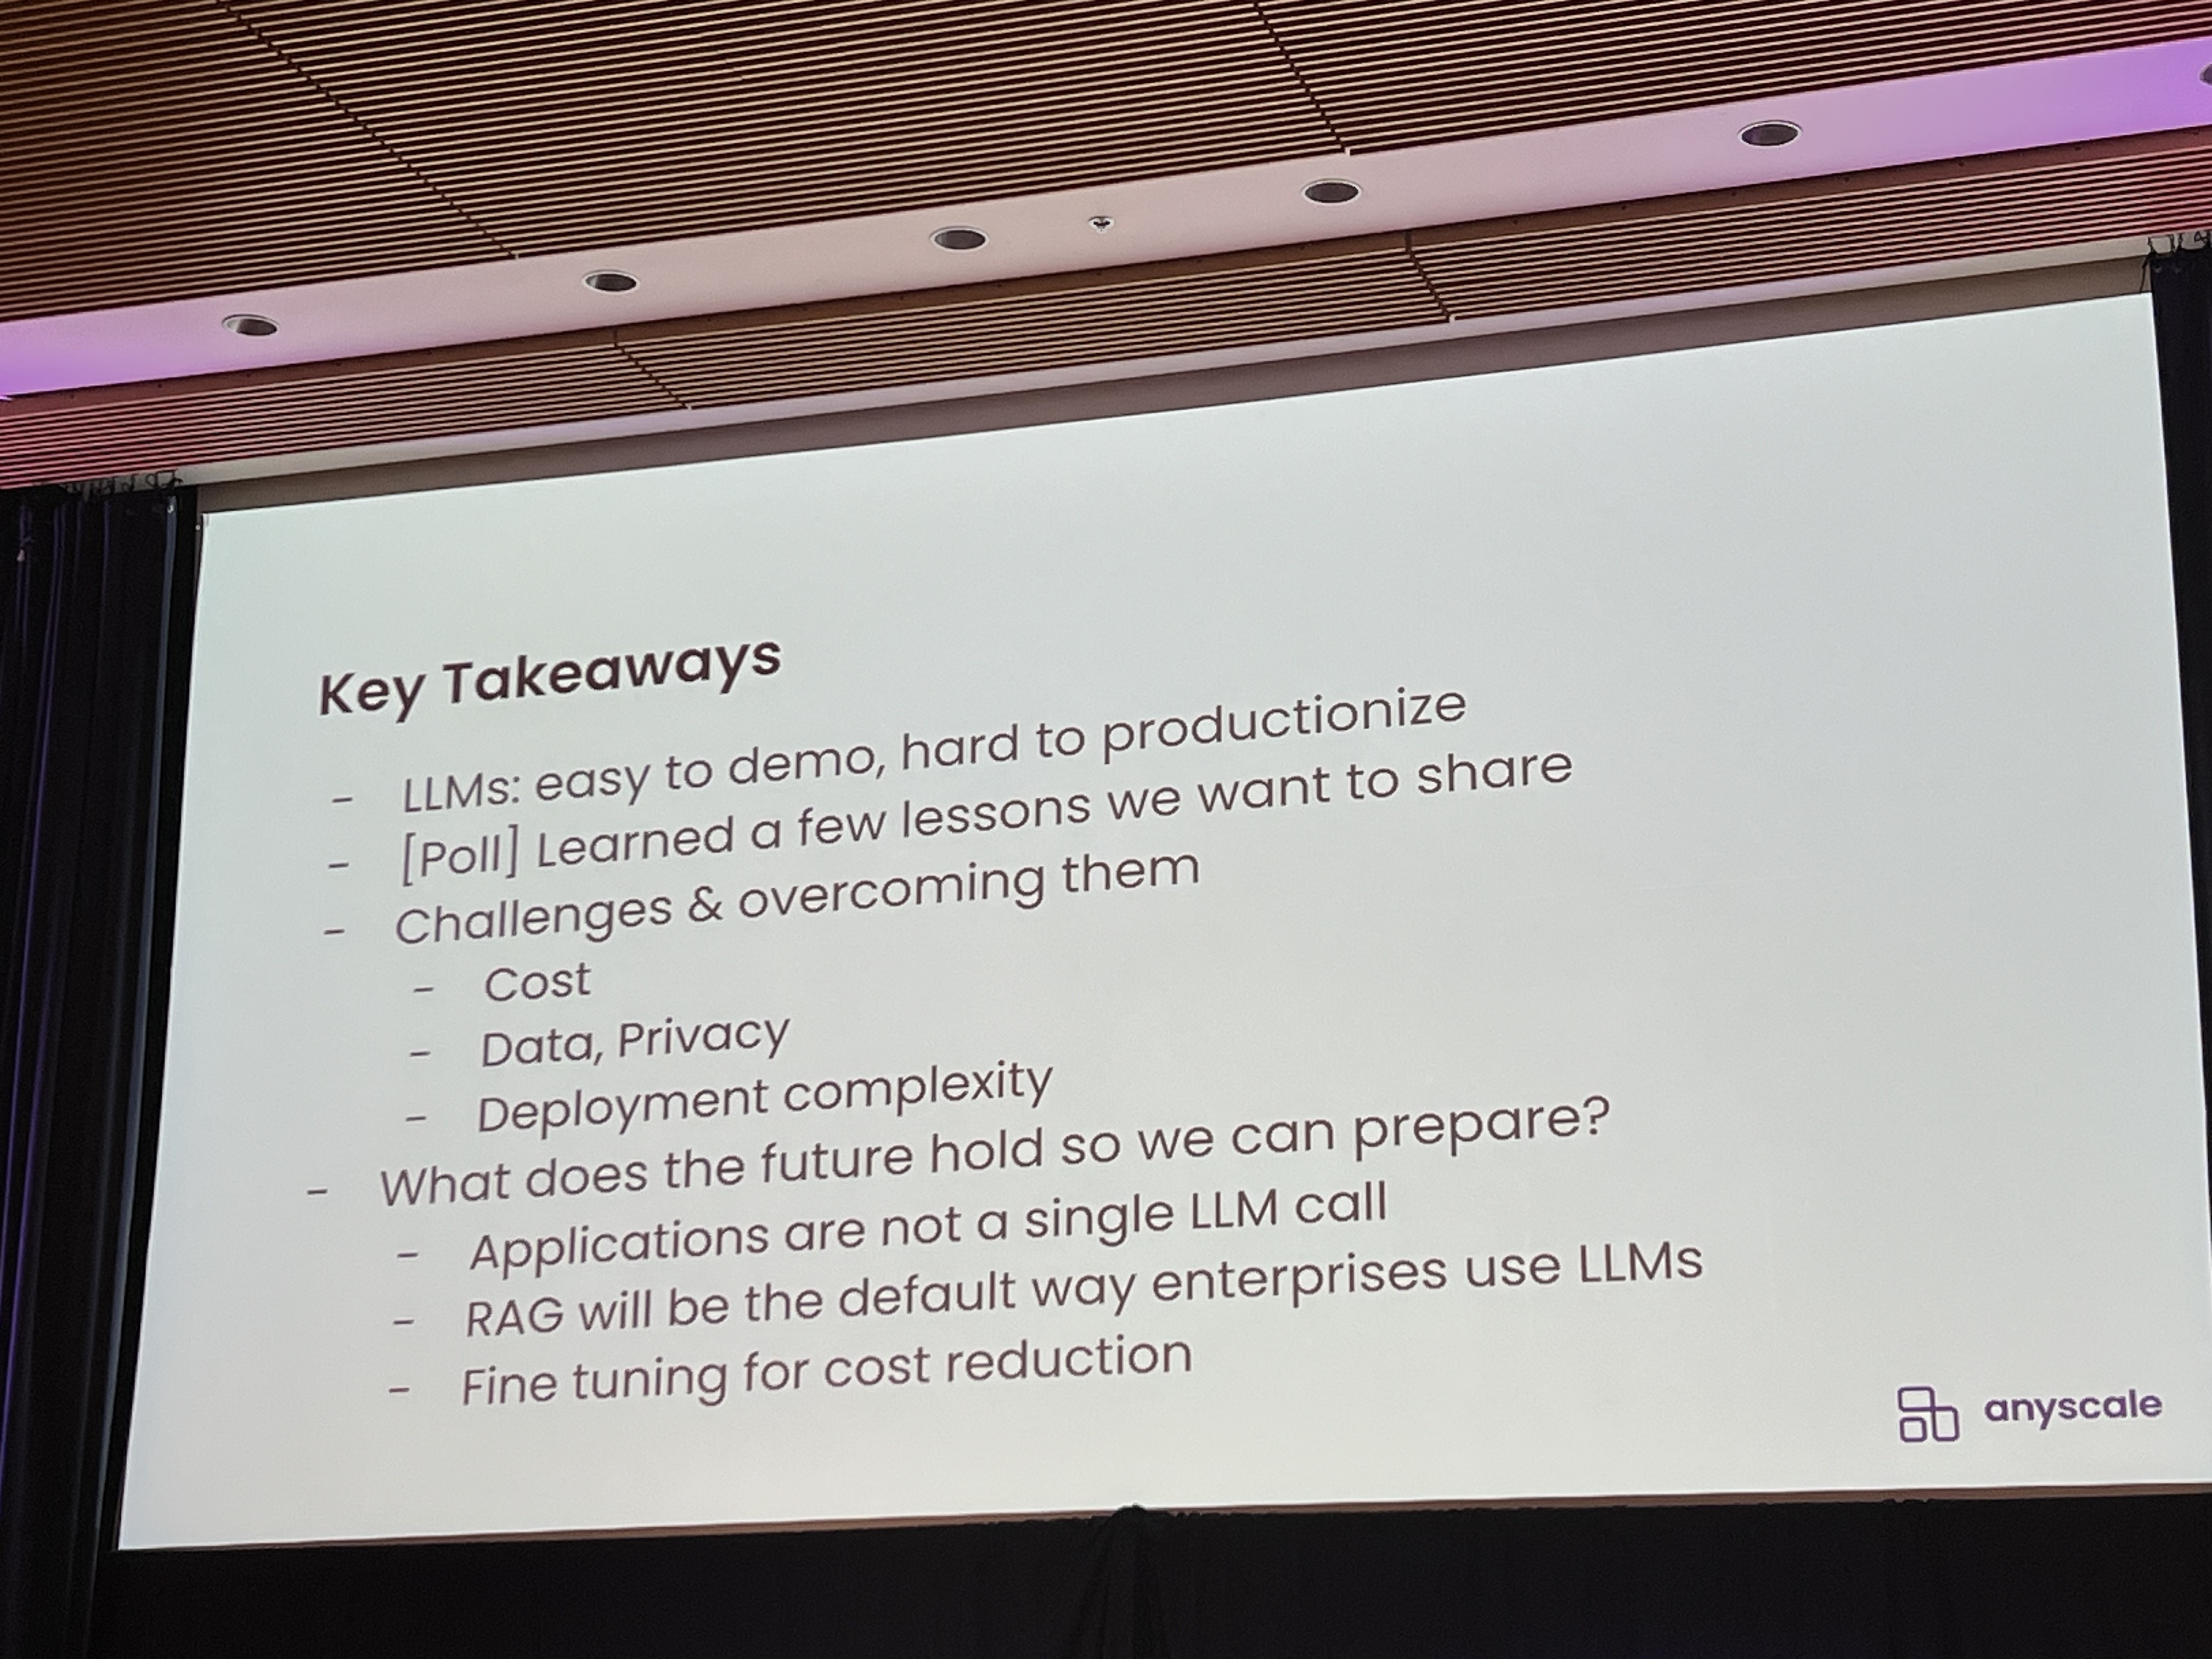 Key Takeaways
- LLMs: easy to demo, hard to productionize
- [Poll] Learned a few lessons we want to share
- Challenges & overcoming them
- Cost
- Data, Privacy
- Deployment complexity
- What does the future hold so we can prepare?
- Applications are not a single LLM call
- RAG will be the default way enterprises use LLMs
- Fine tuning for cost reduction
anyscale